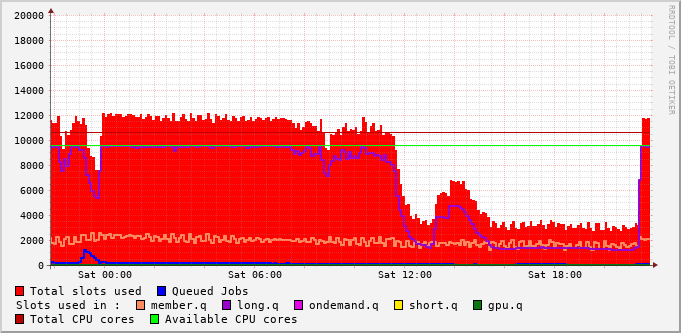 RRDTOOL / TOBI OETIKER
20000
18000
16000
14000
12000
10000
8000
6000
4000
2000
0
Sat 00:00 Sat 06:00 Sat 12:00 Sat 18:00
Total slots used Queued Jobs
Slots used in : member.q long.q ondemand.q short.q gpu.q
Total CPU cores Available CPU cores